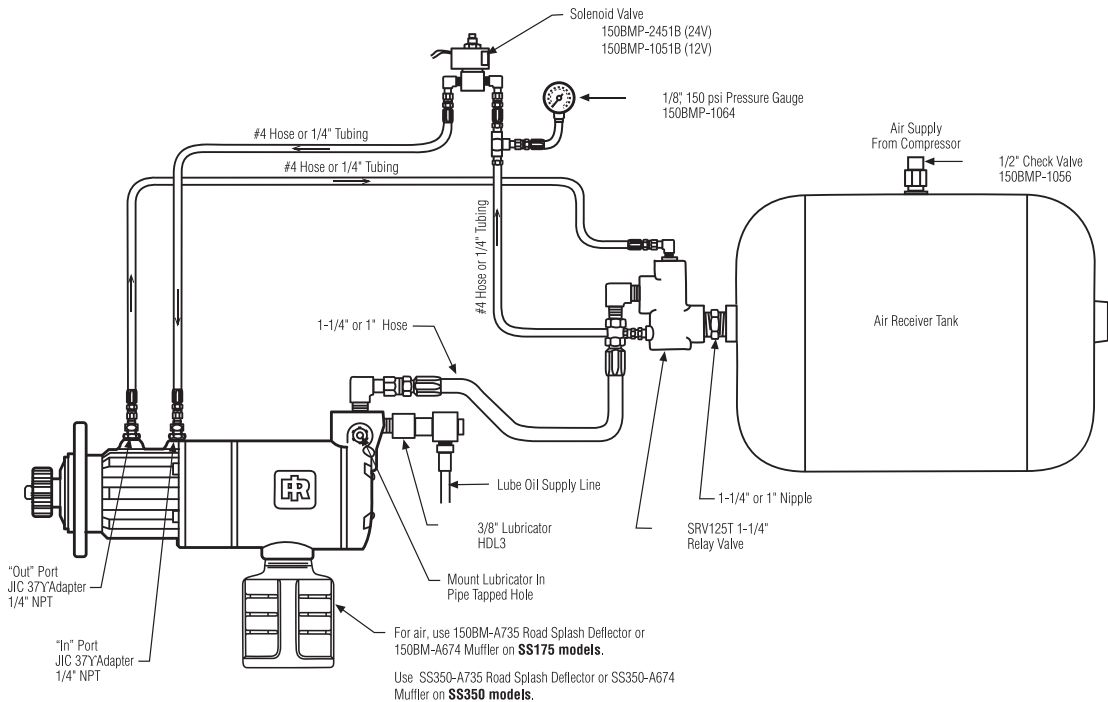 Solenoid Valve
150BMP-2451B (24V)
150BMP-1051B (12V)
1/8", 150 psi Pressure Gauge
150BMP-1064
Air Supply
From Compressor
1/2" Check Valve
150BMP-1056
#4 Hose or 1/4" Tubing
#4 Hose or 1/4" Tubing
#4 Hose or 1/4" Tubing
1-1/4" or 1" Hose
Air Receiver Tank
IR
Lube Oil Supply Line
1-1/4" or 1" Nipple
3/8" Lubricator
HDL3
SRV125T 1-1/4"
Relay Valve
"Out" Port
JIC 37ϒAdapter
1/4" NPT
Mount Lubricator In
Pipe Tapped Hole
"In" Port
JIC 37ϒAdapter
1/4" NPT
For air, use 150BM-A735 Road Splash Deflector or
150BM-A674 Muffler on SS175 models.
Use SS350-A735 Road Splash Deflector or SS350-A674
Muffler on SS350 models.